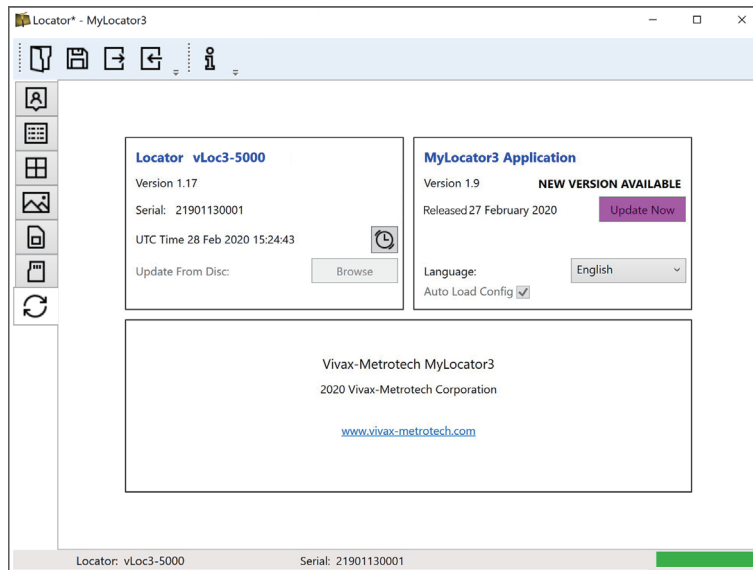 Locator* - MyLocator3
Locator vLoc3-5000
Version 1.17
Serial: 21901130001
UTC Time 28 Feb 2020 15:24:43
Update From Disc: Browse
MyLocator3 Application
Version 1.9 NEW VERSION AVAILABLE
Released 27 February 2020 Update Now
Language: English
Auto Load Config
Vivax-Metrotech MyLocator3
2020 Vivax-Metrotech Corporation
www.vivax-metrotech.com
Locator: vLoc3-5000 Serial: 21901130001